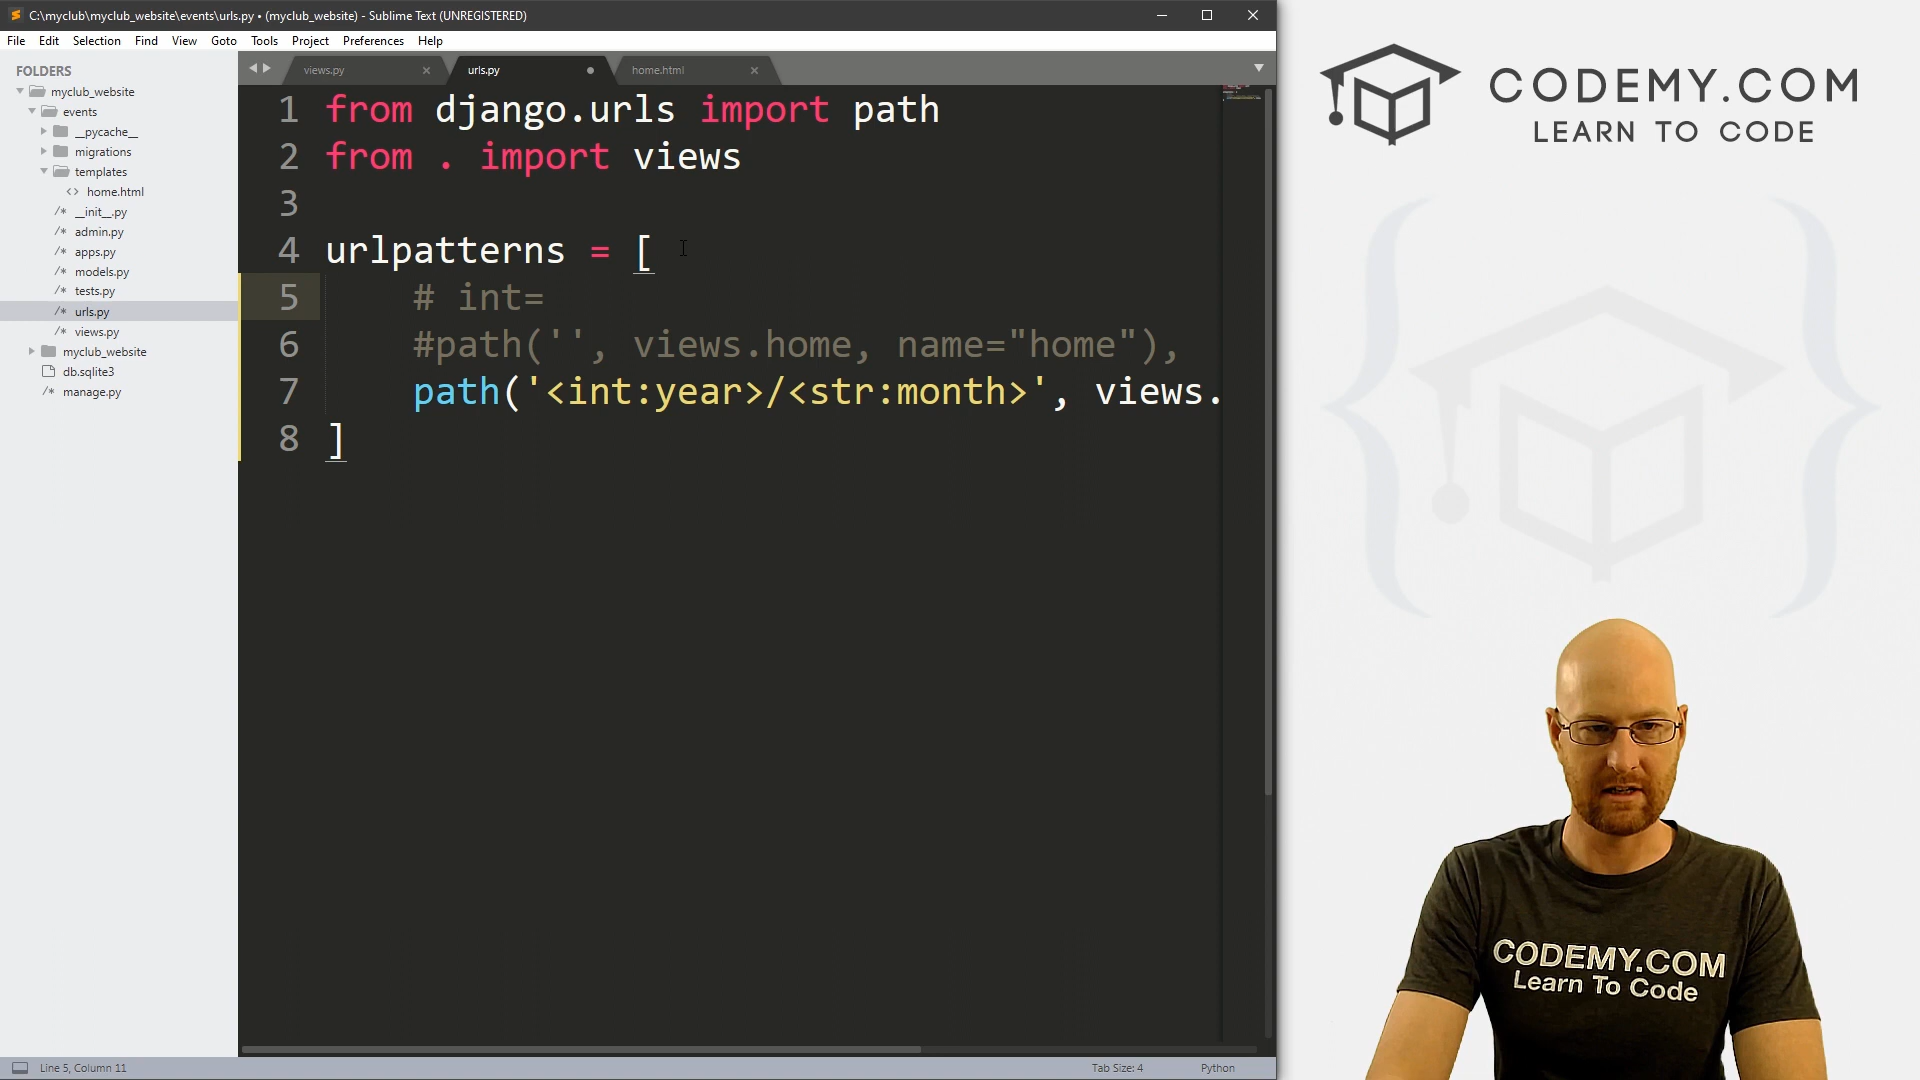 C:\myclub\myclub_website\events\urls.py • (myclub_website) - Sublime Text (UNREGISTERED)
File Edit Selection Find View Goto Tools Project Preferences Help
FOLDERS
myclub_website
events
__pycache__
migrations
templates
<> home.html
/* __init__.py
/* admin.py
/* apps.py
/* models.py
/* tests.py
/* urls.py
/* views.py
myclub_website
db.sqlite3
/* manage.py
views.py urls.py home.html
1 from django.urls import path
2 from . import views
3
4 urlpatterns = [
5 # int=
6 #path('', views.home, name="home"),
7 path('<int:year>/<str:month>', views.
8 ]
Line 5, Column 11 Tab Size: 4 Python
CODEMY.COM
LEARN TO CODE
CODEMY.COM
Learn To Code